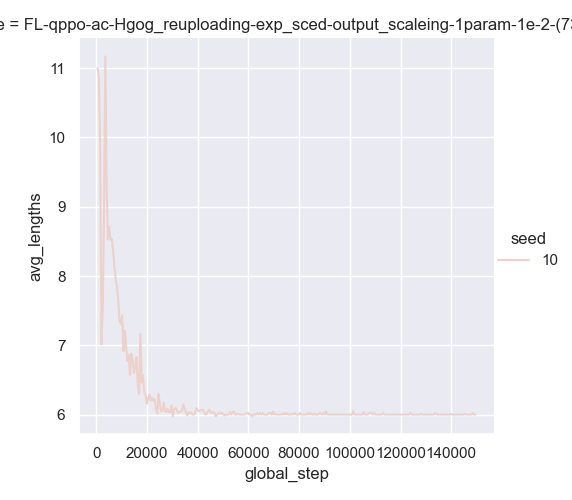 e = FL-qppo-ac-Hgog_reuploading-exp_sced-output_scaleing-1param-1e-2-(73
11
10
9
8
7
6
avg_lengths
0 20000 40000 60000 80000 100000 120000 140000
global_step
seed
10